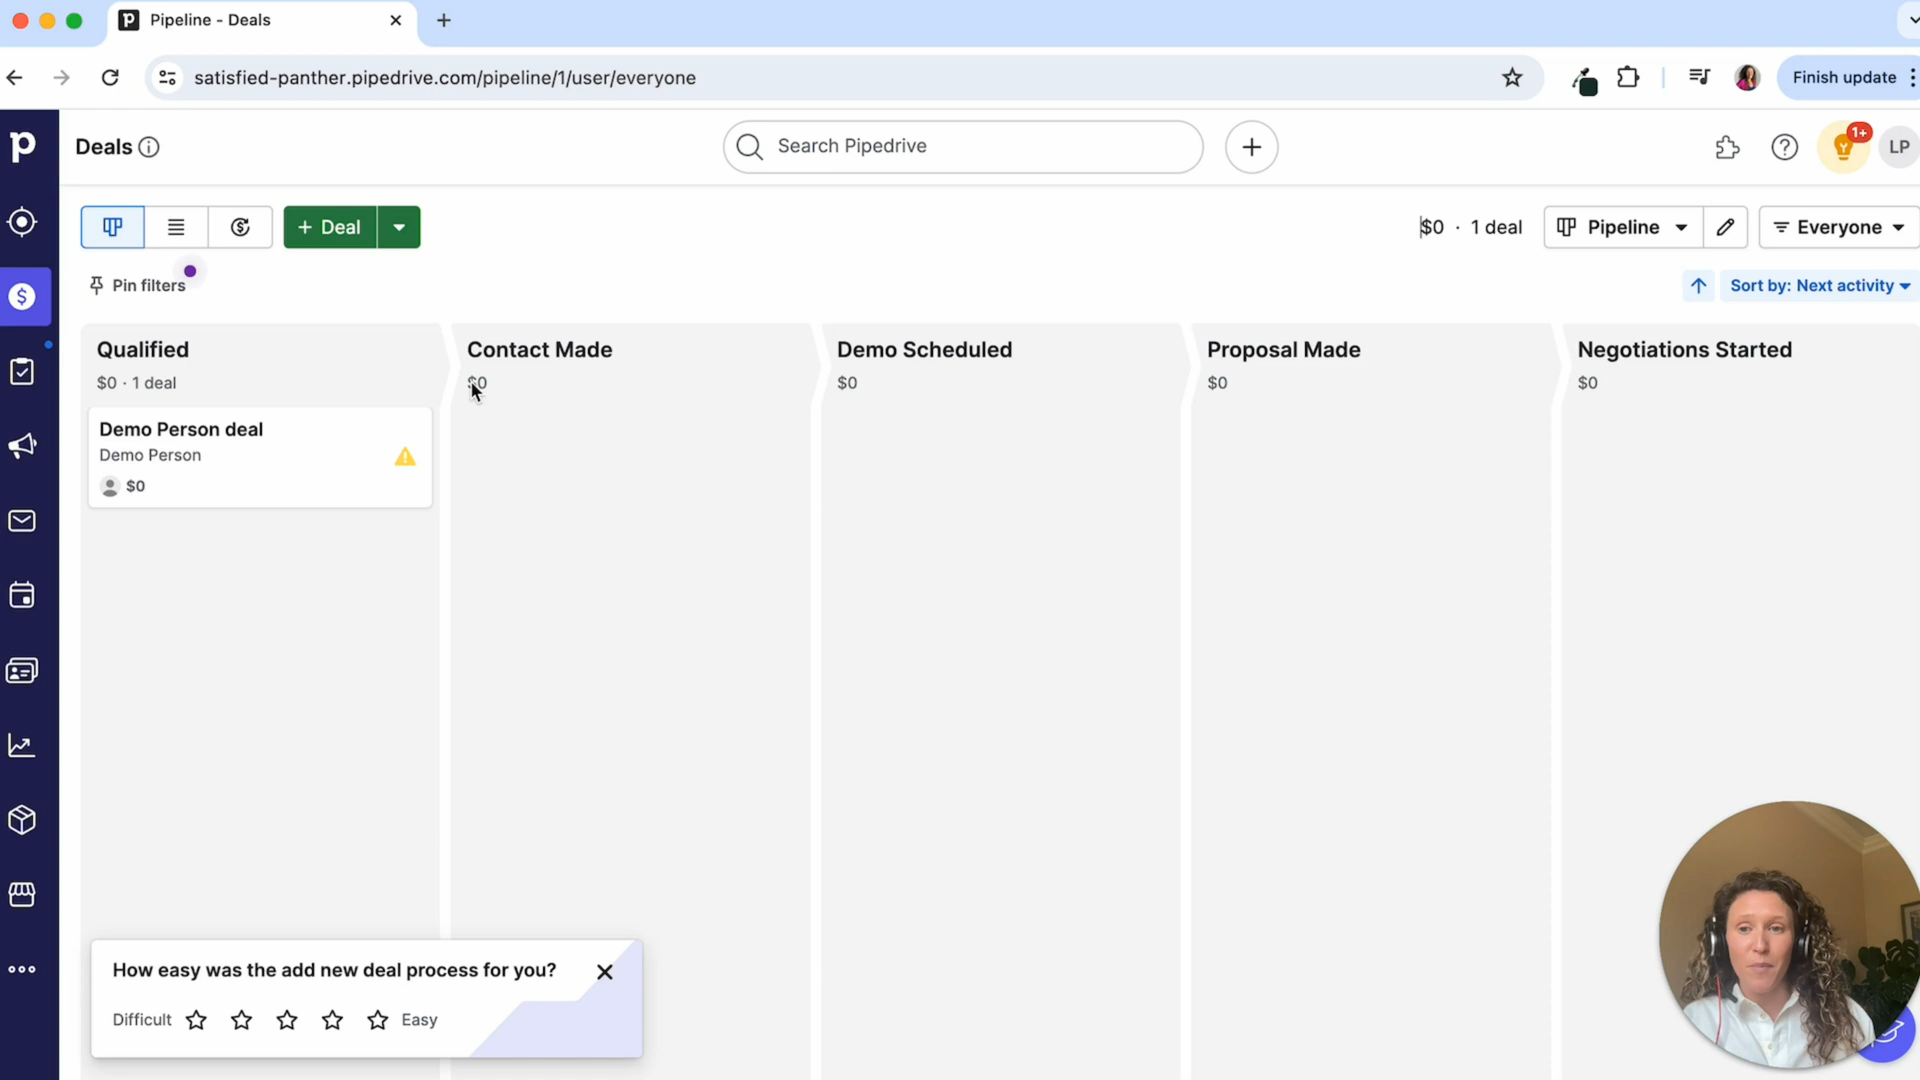 Pipeline - Deals
satisfied-panther.pipedrive.com/pipeline/1/user/everyone
Finish update
p
Deals
Search Pipedrive
1+
LP
+ Deal
$0 · 1 deal
Pipeline
Everyone
Pin filters
Sort by: Next activity
Qualified
$0 · 1 deal
Contact Made
$0
Demo Scheduled
$0
Proposal Made
$0
Negotiations Started
$0
Demo Person deal
Demo Person
$0
How easy was the add new deal process for you?
Difficult
Easy